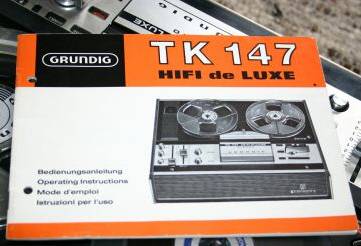 GRUNDIG
TK 147
HIFI de LUXE
Bedienungsanleitung
Operating Instructions
Mode d'emploi
Istruzioni per l'uso